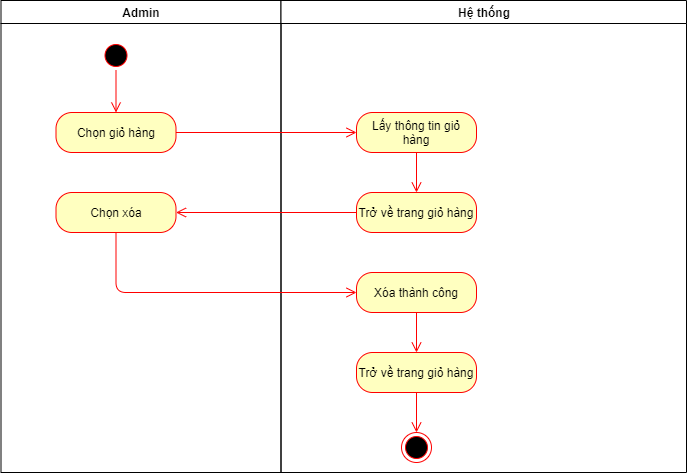 Admin
Hệ thống
Chọn giỏ hàng
Lấy thông tin giỏ
hàng
Chọn xóa
Trở về trang giỏ hàng
Xóa thành công
Trở về trang giỏ hàng